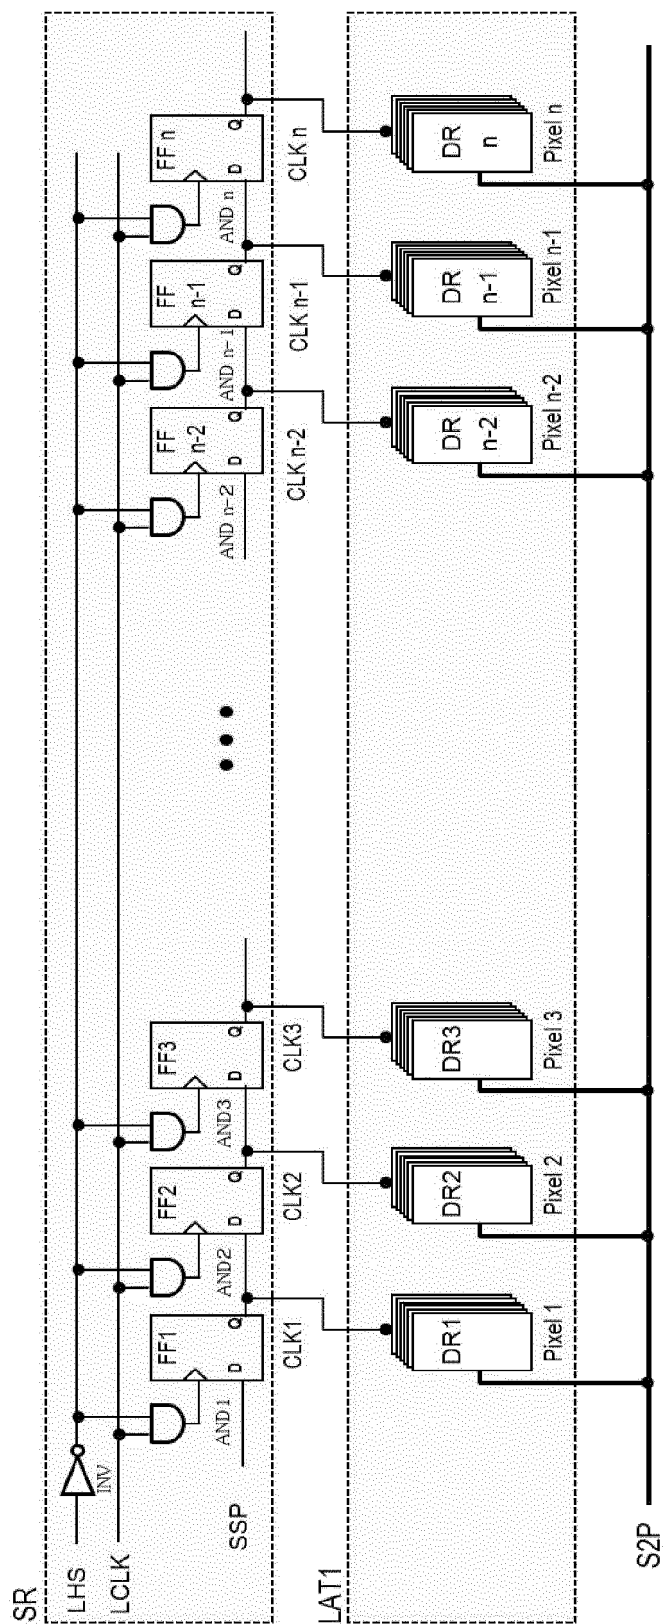 SR
LHS
INV
LCLK
SSP
AND1
FF1
D
Q
CLK1
AND2
FF2
D
Q
CLK2
AND3
FF3
D
Q
CLK3
AND n-2
FF
n-2
D
Q
CLK n-2
AND n-1
FF
n-1
D
Q
CLK n-1
AND n
FF n
D
Q
CLK n
LAT1
DR1
Pixel 1
DR2
Pixel 2
DR3
Pixel 3
DR
n-2
Pixel n-2
DR
n-1
Pixel n-1
DR
n
Pixel n
S2P